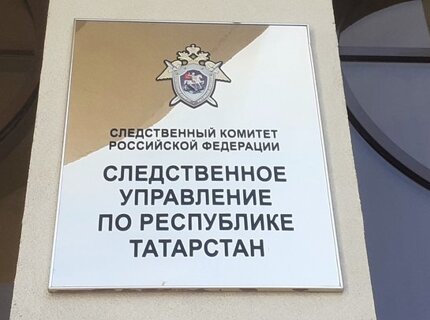 СЛЕДСТВЕННЫЙ КОМИТЕТ
РОССИЙСКОЙ ФЕДЕРАЦИИ
СЛЕДСТВЕННОЕ
УПРАВЛЕНИЕ
ПО РЕСПУБЛИКЕ
ТАТАРСТАН